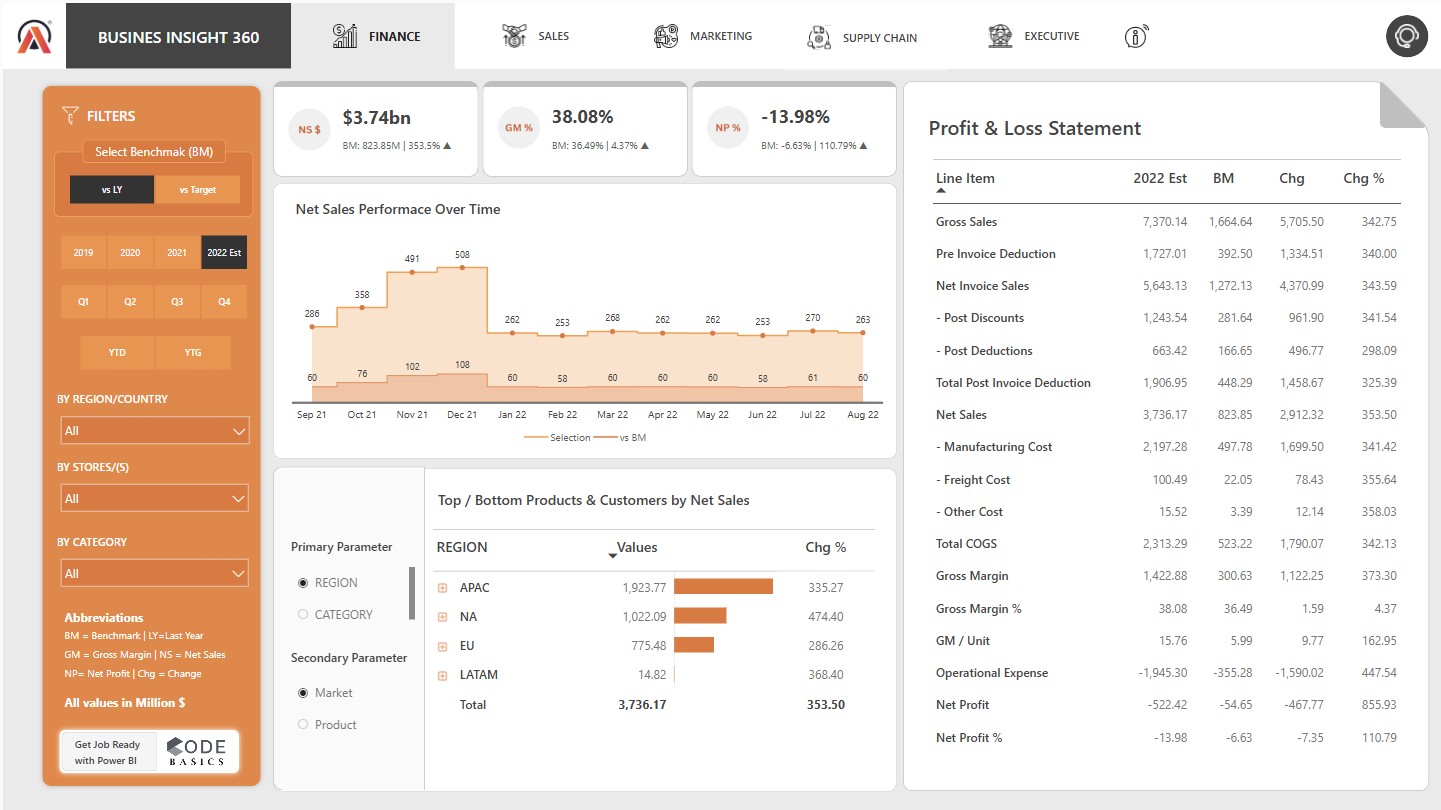 BUSINES INSIGHT 360
FINANCE
SALES
MARKETING
SUPPLY CHAIN
EXECUTIVE
FILTERS
Select Benchmak (BM)
vs LY
vs Target
2019
2020
2021
2022 Est
Q1
Q2
Q3
Q4
YTD
YTG
BY REGION/COUNTRY
All
BY STORES/(S)
All
BY CATEGORY
All
Abbreviations
BM = Benchmark | LY=Last Year
GM = Gross Margin | NS = Net Sales
NP= Net Profit | Chg = Change
All values in Million $
Get Job Ready
with Power BI
CODE
BASICS
NS $
$3.74bn
BM: 823.85M | 353.5% ▲
GM %
38.08%
BM: 36.49% | 4.37% ▲
NP %
-13.98%
BM: -6.63% | 110.79% ▲
Net Sales Performace Over Time
286 358 491 508 262 253 268 262 262 253 270 263
60 76 102 108 60 58 60 60 60 58 61 60
Sep 21 Oct 21 Nov 21 Dec 21 Jan 22 Feb 22 Mar 22 Apr 22 May 22 Jun 22 Jul 22 Aug 22
Selection vs BM
Primary Parameter
REGION
CATEGORY
Secondary Parameter
Market
Product
Top / Bottom Products & Customers by Net Sales
REGION Values Chg %
APAC 1,923.77 335.27
NA 1,022.09 474.40
EU 775.48 286.26
LATAM 14.82 368.40
Total 3,736.17 353.50
Profit & Loss Statement
Line Item 2022 Est BM Chg Chg %
Gross Sales 7,370.14 1,664.64 5,705.50 342.75
Pre Invoice Deduction 1,727.01 392.50 1,334.51 340.00
Net Invoice Sales 5,643.13 1,272.13 4,370.99 343.59
- Post Discounts 1,243.54 281.64 961.90 341.54
- Post Deductions 663.42 166.65 496.77 298.09
Total Post Invoice Deduction 1,906.95 448.29 1,458.67 325.39
Net Sales 3,736.17 823.85 2,912.32 353.50
- Manufacturing Cost 2,197.28 497.78 1,699.50 341.42
- Freight Cost 100.49 22.05 78.43 355.64
- Other Cost 15.52 3.39 12.14 358.03
Total COGS 2,313.29 523.22 1,790.07 342.13
Gross Margin 1,422.88 300.63 1,122.25 373.30
Gross Margin % 38.08 36.49 1.59 4.37
GM / Unit 15.76 5.99 9.77 162.95
Operational Expense -1,945.30 -355.28 -1,590.02 447.54
Net Profit -522.42 -54.65 -467.77 855.93
Net Profit % -13.98 -6.63 -7.35 110.79